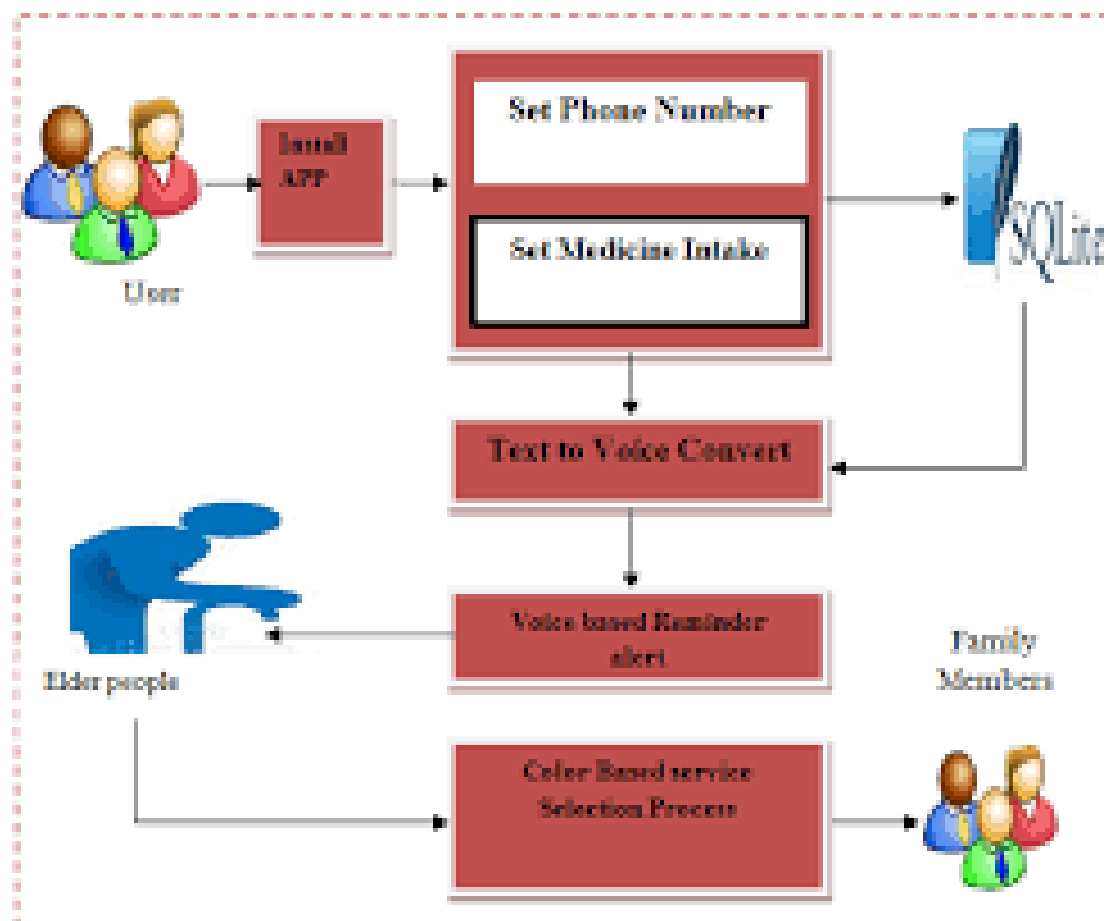 Set Phone Number
Install
APP
Set Medicine Intake
SQLite
User
Text to Voice Convert
Voice based Reminder
alert
Family
Members
Elder people
Color Based service
Selection Process